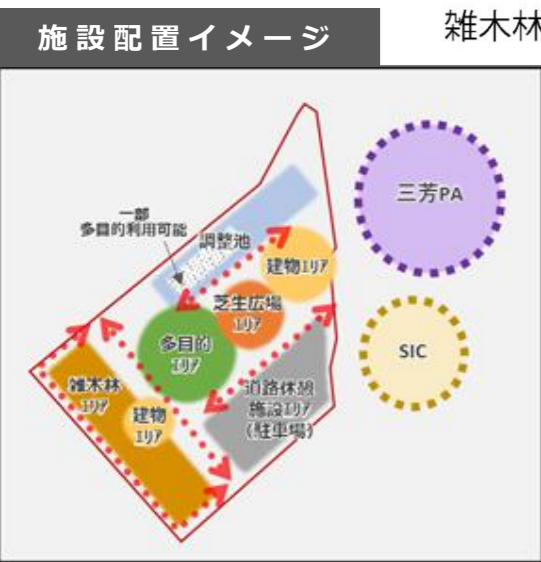 施設配置イメージ
雑木林
三芳PA
一部
多目的利用可能
調整池
建物エリア
芝生広場
エリア
多目的
エリア
SIC
雑木林
エリア
建物
エリア
道路休憩
施設エリア
(駐車場)